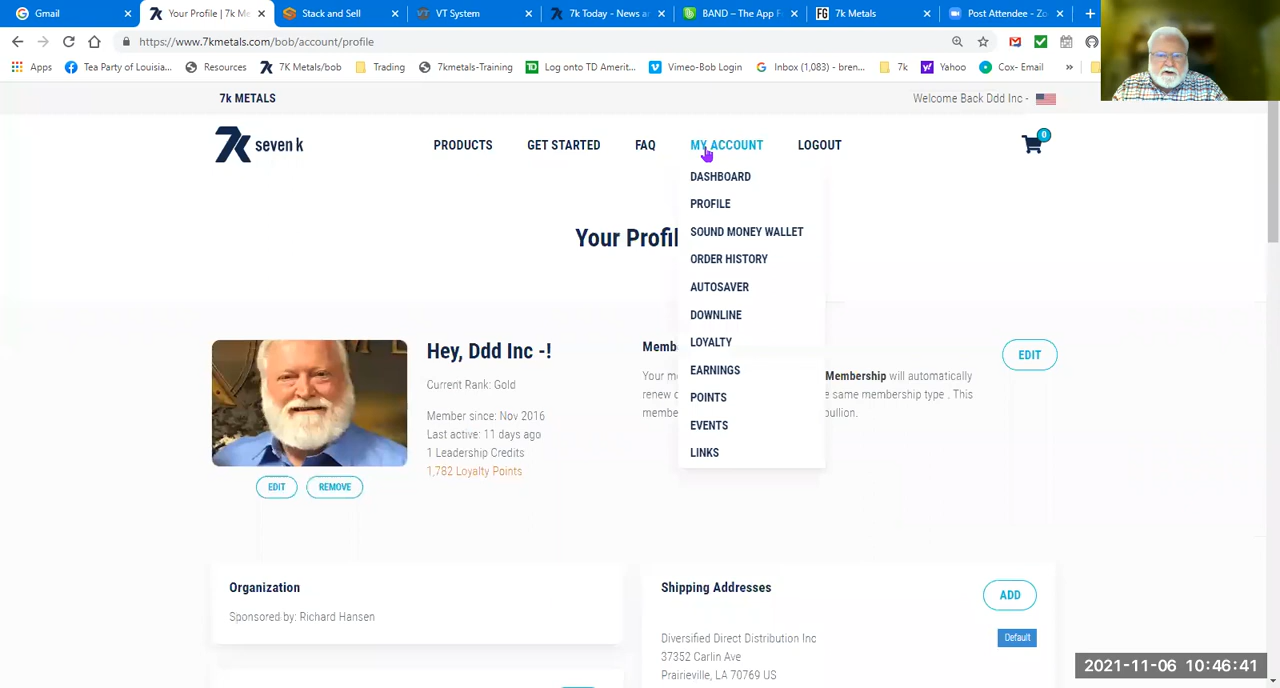 Gmail
Your Profile | 7k Me
Stack and Sell
VT System
7k Today - News a
BAND – The App F
FG 7k Metals
Post Attendee - Zo
https://www.7kmetals.com/bob/account/profile
Apps
Tea Party of Louisia...
Resources
7K Metals/bob
Trading
7kmetals-Training
Log onto TD Amerit...
Vimeo-Bob Login
Inbox (1,083) - bren...
7k
Yahoo
Cox- Email
»
7k METALS
Welcome Back Ddd Inc -
7k seven k
PRODUCTS
GET STARTED
FAQ
MY ACCOUNT
LOGOUT
0
DASHBOARD
PROFILE
SOUND MONEY WALLET
ORDER HISTORY
AUTOSAVER
DOWNLINE
LOYALTY
EARNINGS
POINTS
EVENTS
LINKS
Your Profil
Hey, Ddd Inc -!
Current Rank: Gold
Member since: Nov 2016
Last active: 11 days ago
1 Leadership Credits
1,782 Loyalty Points
EDIT
REMOVE
Memb
EDIT
Your m Membership will automatically
renew c same membership type . This
membe bullion.
Organization
Sponsored by: Richard Hansen
Shipping Addresses
ADD
Diversified Direct Distribution Inc
Default
37352 Carlin Ave
Prairieville, LA 70769 US
2021-11-06 10:46:41